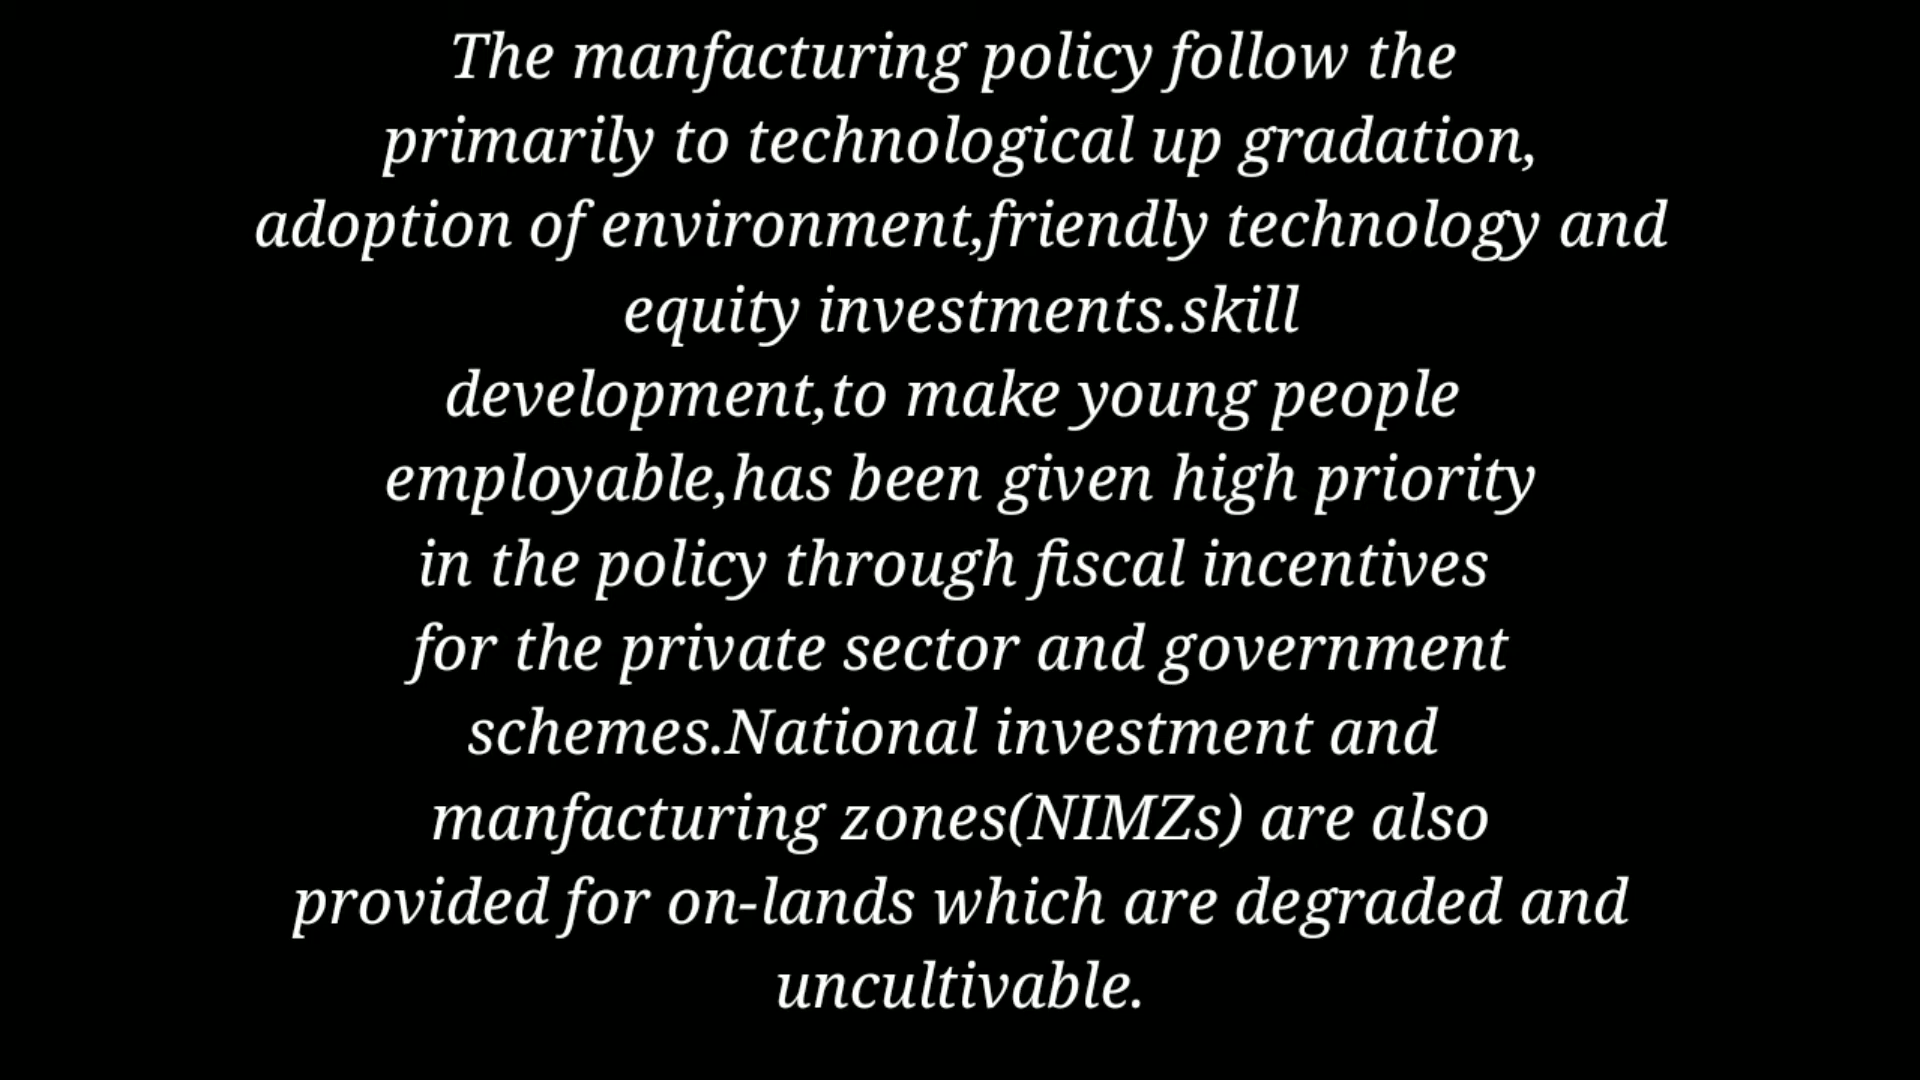 The manfacturing policy follow the
primarily to technological up gradation,
adoption of environment,friendly technology and
equity investments.skill
development,to make young people
employable,has been given high priority
in the policy through fiscal incentives
for the private sector and government
schemes.National investment and
manfacturing zones(NIMZs) are also
provided for on-lands which are degraded and
uncultivable.